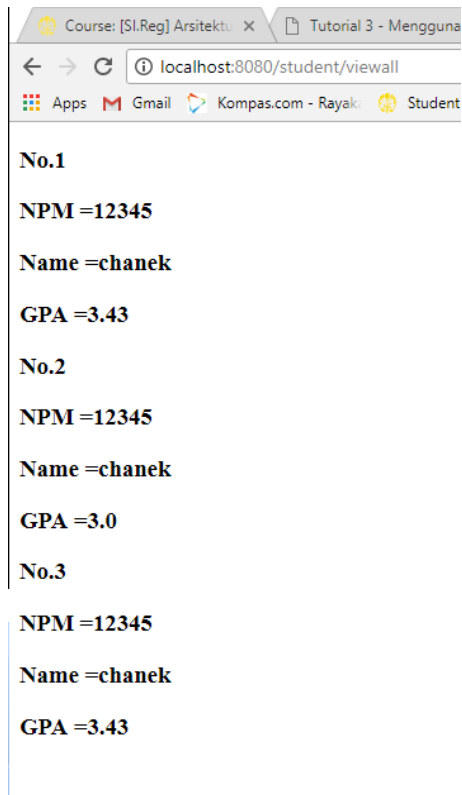 Course: [SI.Reg] Arsitektu
Tutorial 3 - Mengguna
localhost:8080/student/viewall
Apps
Gmail
Kompas.com - Rayak
Student
No.1
NPM =12345
Name =chanek
GPA =3.43
No.2
NPM =12345
Name =chanek
GPA =3.0
No.3
NPM =12345
Name =chanek
GPA =3.43